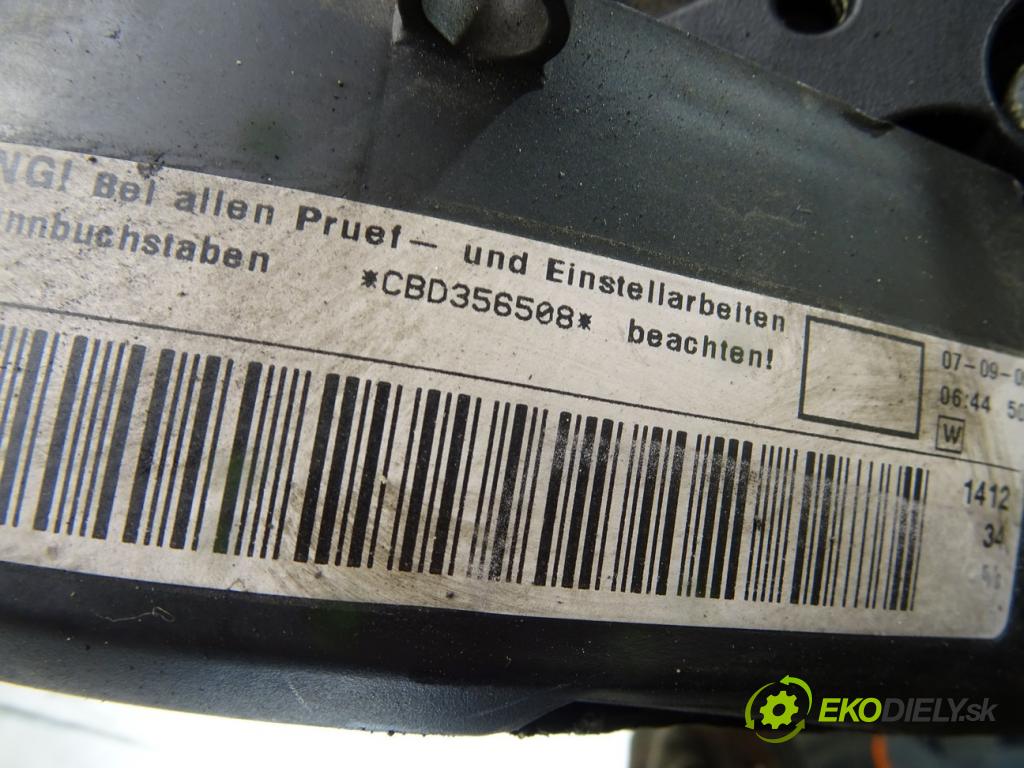 NG! Bei allen Pruef- und Einstellarbeiten
nnbuchstaben *CBD356508* beachten!
07-09-0
06:44 50
W
1412
34
EKODIELY.sk